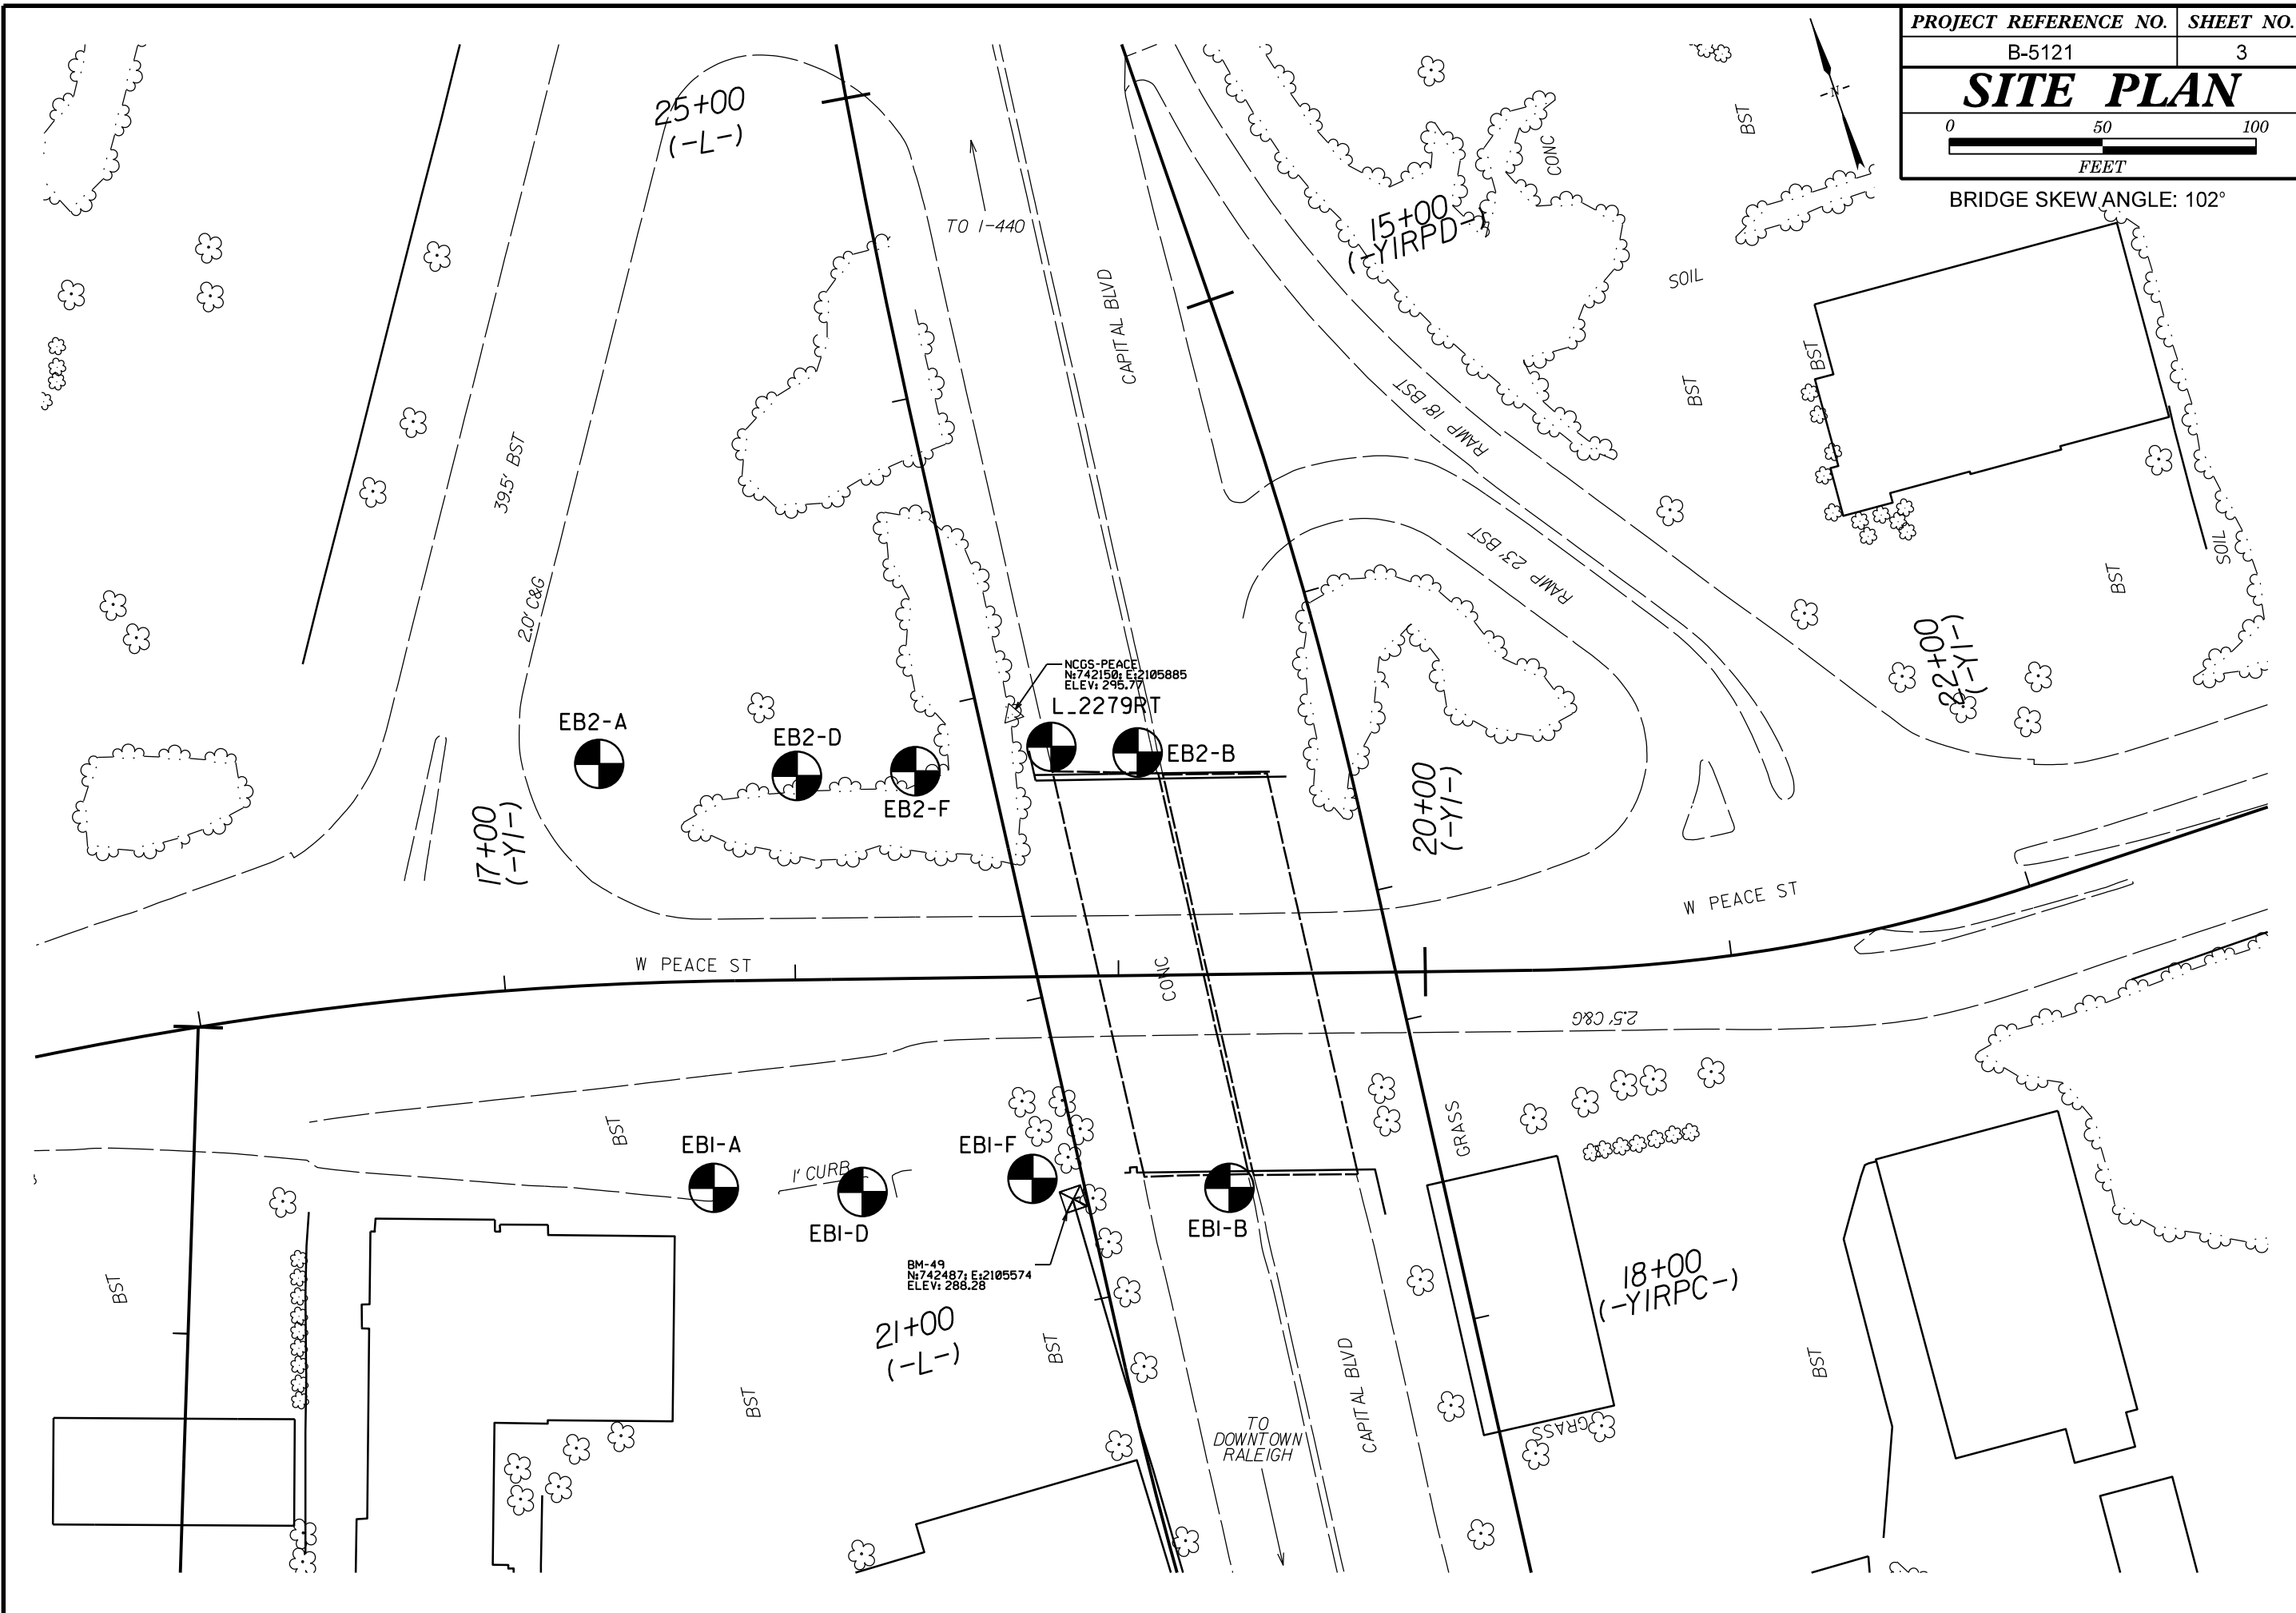 PROJECT REFERENCE NO. SHEET NO.
B-5121 3
SITE PLAN
0 50 100
FEET
BRIDGE SKEW ANGLE: 102°
-N-
25+00
(-L-)
TO I-440
CAPITAL BLVD
15+00
(-Y1RPD-)
CONC
BST
SOIL
BST
BST
RAMP 18' BST
RAMP 23' BST
39.5' BST
2.0' C&G
SOIL
BST
22+00
(-Y1-)
NCGS-PEACE
N:742150; E:2105885
ELEV: 295.77
L_2279RT
EB2-A
EB2-D
EB2-F
EB2-B
17+00
(-Y1-)
20+00
(-Y1-)
W PEACE ST
W PEACE ST
CONC
2.5' C&G
BST
EB1-A
1' CURB
EB1-D
EB1-F
EB1-B
GRASS
BM-49
N:742487; E:2105574
ELEV: 288.28
21+00
(-L-)
18+00
(-Y1RPC-)
BST
BST
BST
BST
CAPITAL BLVD
TO
DOWNTOWN
RALEIGH
GRASS